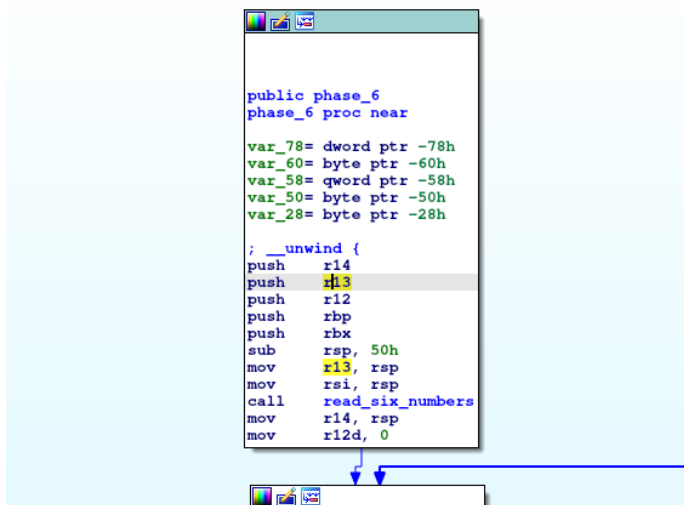 public phase_6
phase_6 proc near
var_78= dword ptr -78h
var_60= byte ptr -60h
var_58= qword ptr -58h
var_50= byte ptr -50h
var_28= byte ptr -28h
; __unwind {
push r14
push r13
push r12
push rbp
push rbx
sub rsp, 50h
mov r13, rsp
mov rsi, rsp
call read_six_numbers
mov r14, rsp
mov r12d, 0